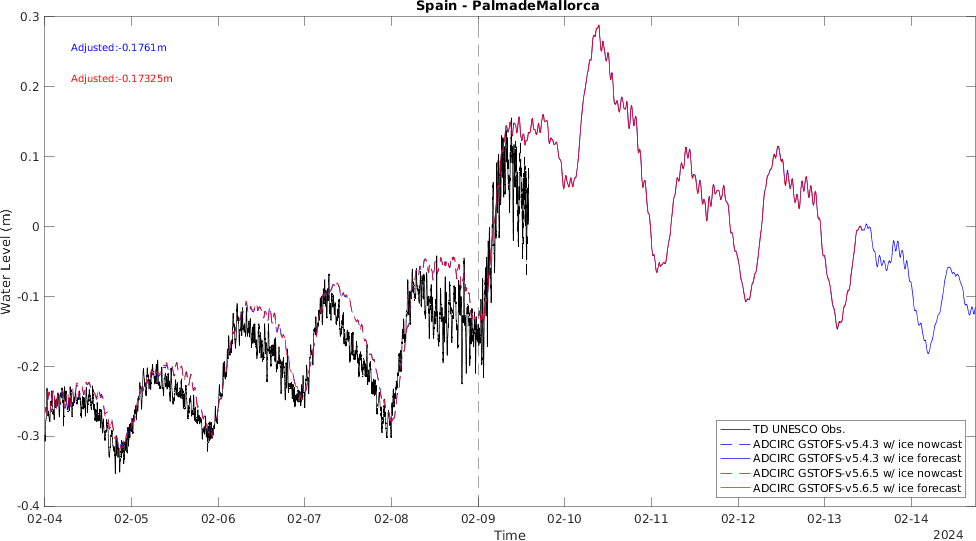 Spain - PalmadeMallorca
Adjusted:-0.1761m
Adjusted:-0.17325m
Water Level (m)
0.3
0.2
0.1
0
-0.1
-0.2
-0.3
-0.4
TD UNESCO Obs.
ADCIRC GSTOFS-v5.4.3 w/ ice nowcast
ADCIRC GSTOFS-v5.4.3 w/ ice forecast
ADCIRC GSTOFS-v5.6.5 w/ ice nowcast
ADCIRC GSTOFS-v5.6.5 w/ ice forecast
02-04 02-05 02-06 02-07 02-08 02-09 02-10 02-11 02-12 02-13 02-14
Time
2024